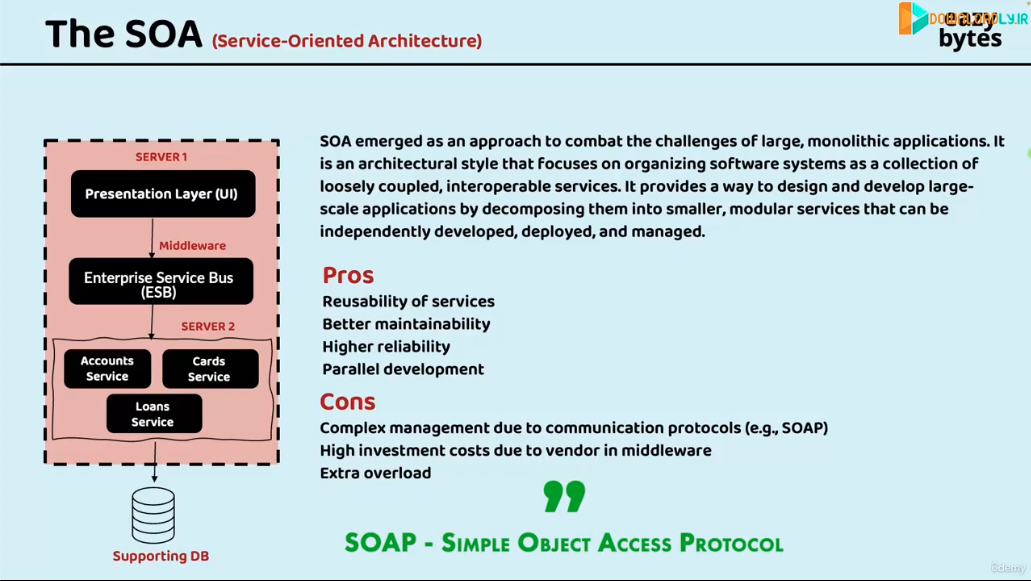 The SOA (Service-Oriented Architecture)
DOWNLOADLY.IR
eazy
bytes
SERVER 1
Presentation Layer (UI)
Middleware
Enterprise Service Bus
(ESB)
SERVER 2
Accounts
Service
Cards
Service
Loans
Service
Supporting DB
SOA emerged as an approach to combat the challenges of large, monolithic applications. It
is an architectural style that focuses on organizing software systems as a collection of
loosely coupled, interoperable services. It provides a way to design and develop large-
scale applications by decomposing them into smaller, modular services that can be
independently developed, deployed, and managed.
Pros
Reusability of services
Better maintainability
Higher reliability
Parallel development
Cons
Complex management due to communication protocols (e.g., SOAP)
High investment costs due to vendor in middleware
Extra overload
”
SOAP - Simple Object Access Protocol
ûdemy